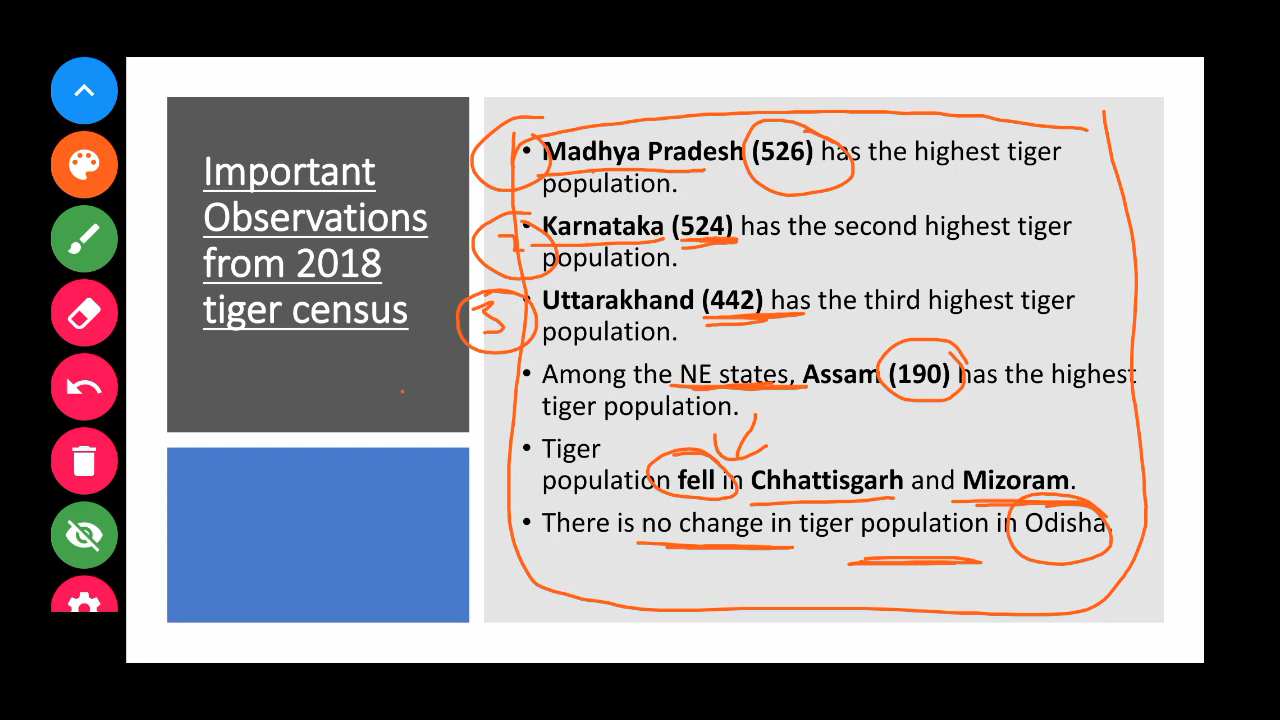 Important
Observations
from 2018
tiger census
• Madhya Pradesh (526) has the highest tiger
population.
2
• Karnataka (524) has the second highest tiger
population.
3
• Uttarakhand (442) has the third highest tiger
population.
• Among the NE states, Assam (190) has the highest
tiger population.
• Tiger
population fell in Chhattisgarh and Mizoram.
• There is no change in tiger population in Odisha.